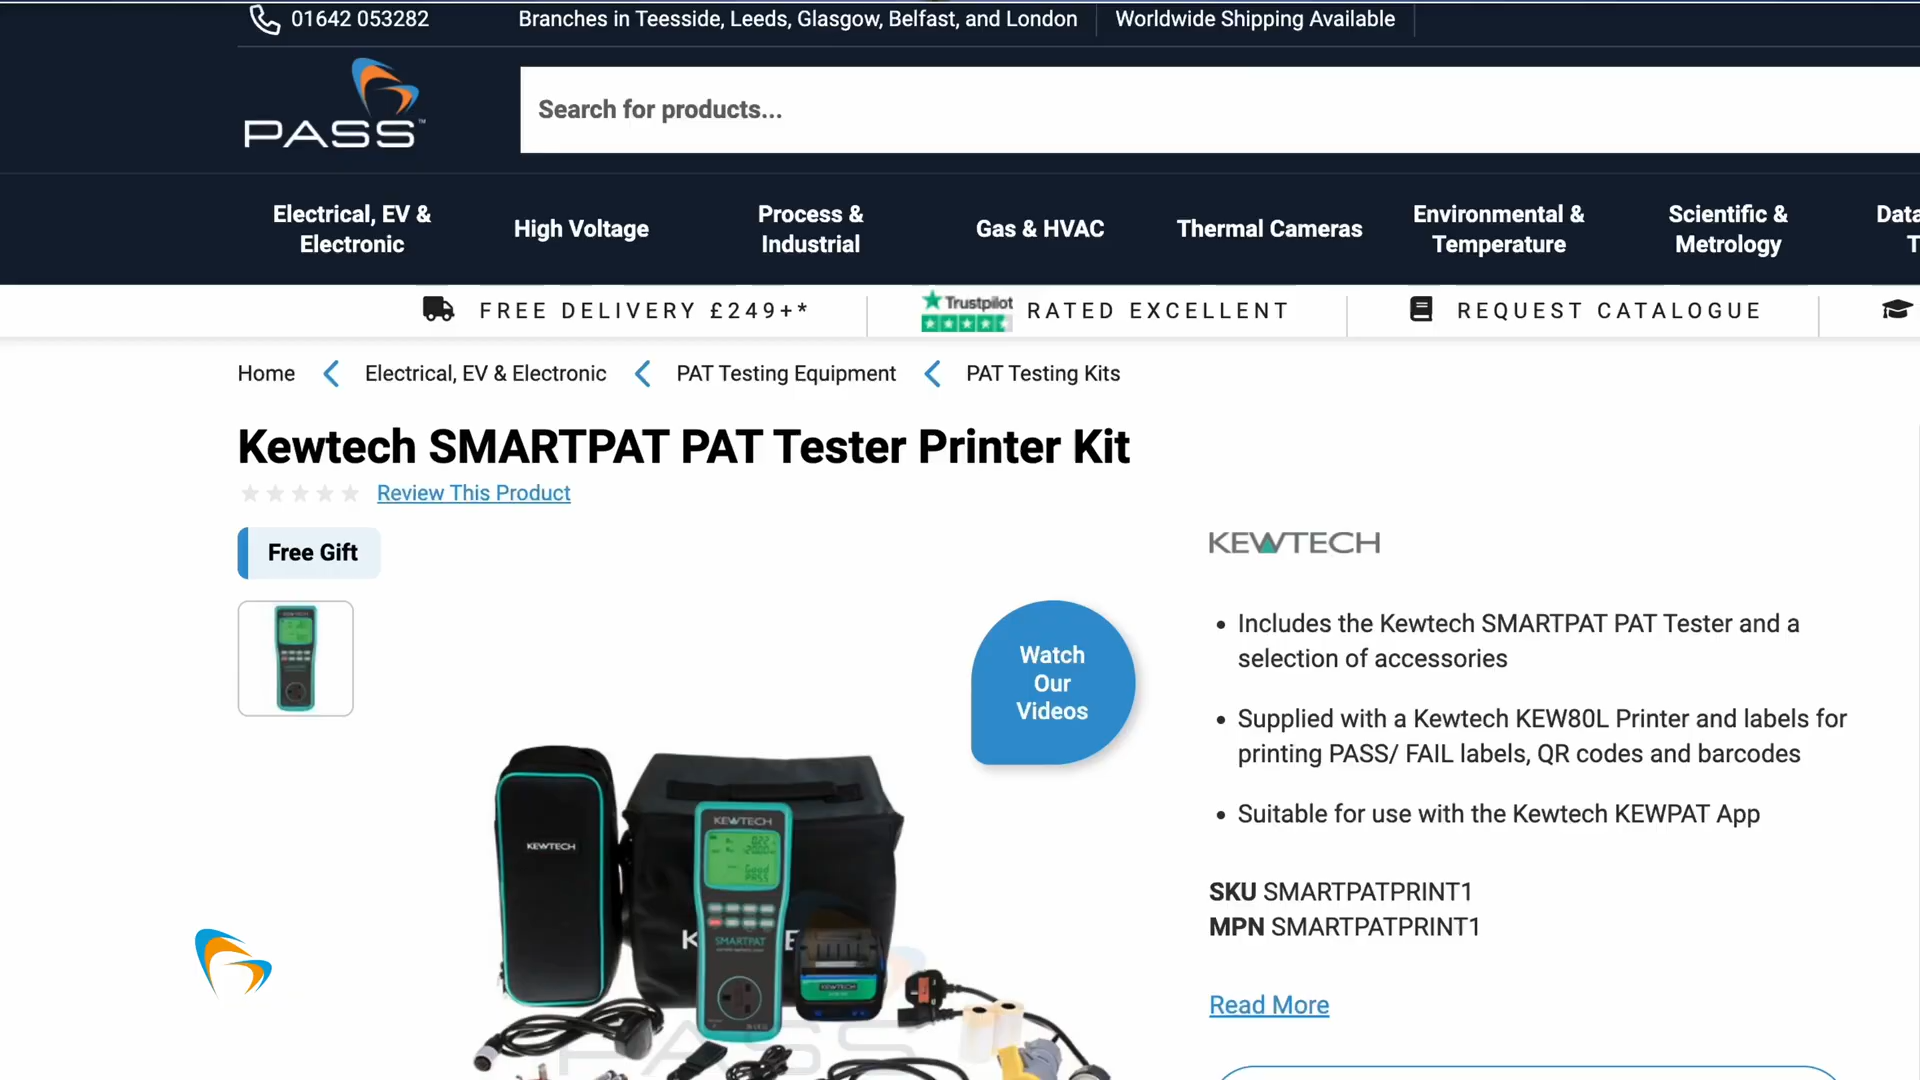 01642 053282
Branches in Teesside, Leeds, Glasgow, Belfast, and London
Worldwide Shipping Available
PASS™
Search for products...
Electrical, EV &
Electronic
High Voltage
Process &
Industrial
Gas & HVAC
Thermal Cameras
Environmental &
Temperature
Scientific &
Metrology
Data
T
FREE DELIVERY £249+*
Trustpilot
RATED EXCELLENT
REQUEST CATALOGUE
Home
Electrical, EV & Electronic
PAT Testing Equipment
PAT Testing Kits
Kewtech SMARTPAT PAT Tester Printer Kit
Review This Product
Free Gift
KEWTECH
Watch
Our
Videos
Includes the Kewtech SMARTPAT PAT Tester and a
selection of accessories
Supplied with a Kewtech KEW80L Printer and labels for
printing PASS/ FAIL labels, QR codes and barcodes
Suitable for use with the Kewtech KEWPAT App
SKU SMARTPATPRINT1
MPN SMARTPATPRINT1
Read More
KEWTECH
KEWTECH
Good
PASS
SMARTPAT
K
E
KEWTECH
PASS